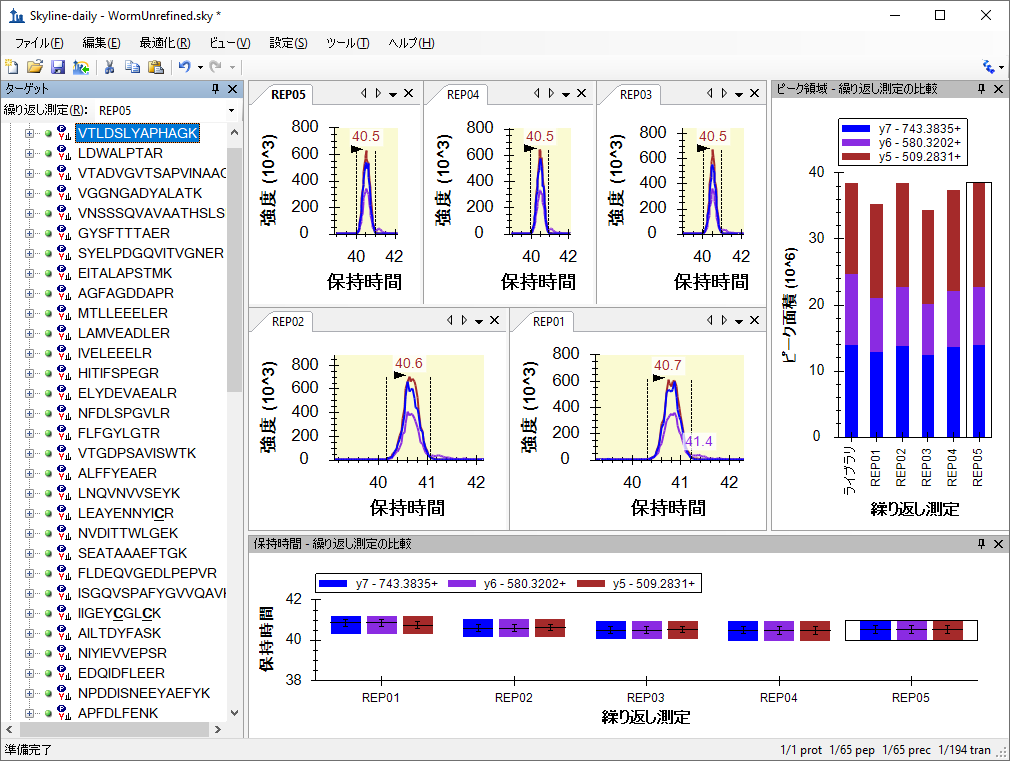 Skyline-daily - WormUnrefined.sky *
ファイル(F) 編集(E) 最適化(R) ビュー(V) 設定(S) ツール(T) ヘルプ(H)
ターゲット
繰り返し測定(R): REP05
VTLDSLYAPHAGK
LDWALPTAR
VTADVGVTSAPVINAAG
VGGNGADYALATK
VNSSSQVAVAATHSLS
GYSFTTTAER
SYELPDGQVITVGNER
EITALAPSTMK
AGFAGDDAPR
MTLLEEELER
LAMVEADLER
IVELEEELR
HITIFSPEGR
ELYDEVAEALR
NFDLSPGVLR
FLFGYLGTR
VTGDPSAVISWTK
ALFFYEAER
LNQVNVVSEYK
LEAYENNYICR
NVDITTWLGEK
SEATAAAEFTGK
FLDEQVGEDLPEPVR
ISGQVSPAFYGVVQAVH
IIGEYCGLCK
AILTDYFASK
NIYIEVVEPSR
EDQIDFLEER
NPDDISNEEYAEFYK
APFDLFENK
REP05
強度 (10^3)
800
600
400
200
0
40.5
40 42
保持時間
REP04
強度 (10^3)
800
600
400
200
0
40.5
40 42
保持時間
REP03
強度 (10^3)
800
600
400
200
0
40.5
40 42
保持時間
REP02
強度 (10^3)
800
600
400
200
0
40.6
40 41 42
保持時間
REP01
強度 (10^3)
800
600
400
200
0
40.7
41.4
40 41 42
保持時間
ピーク領域 - 繰り返し測定の比較
y7 - 743.3835+
y6 - 580.3202+
y5 - 509.2831+
ピーク面積 (10^6)
40
30
20
10
0
ライブラリ REP01 REP02 REP03 REP04 REP05
繰り返し測定
保持時間 - 繰り返し測定の比較
y7 - 743.3835+ y6 - 580.3202+ y5 - 509.2831+
保持時間
42
40
38
REP01 REP02 REP03 REP04 REP05
繰り返し測定
準備完了
1/1 prot 1/65 pep 1/65 prec 1/194 tran